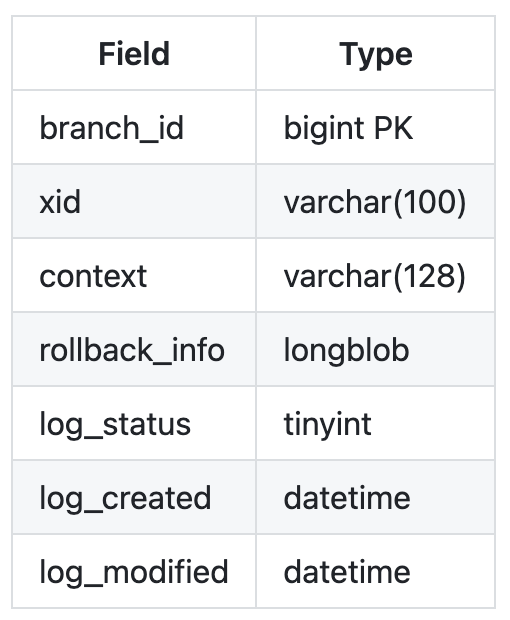 Field Type
branch_id bigint PK
xid varchar(100)
context varchar(128)
rollback_info longblob
log_status tinyint
log_created datetime
log_modified datetime